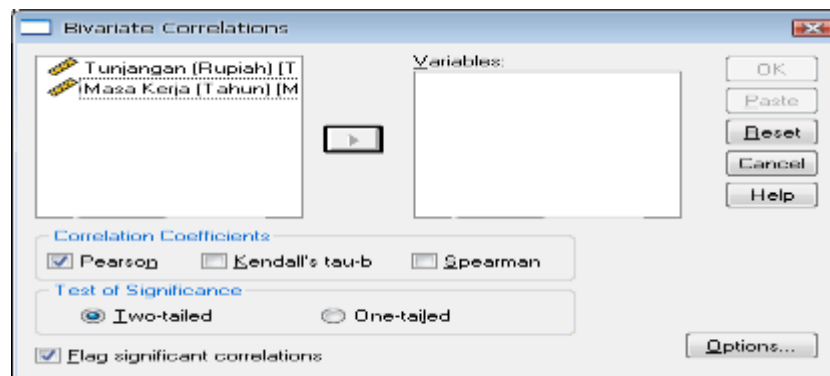 Bivariate Correlations
Tunjangan (Rupiah) [T
Masa Kerja (Tahun) [M
Variables:
OK
Paste
Reset
Cancel
Help
Correlation Coefficients
Pearson Kendall's tau-b Spearman
Test of Significance
Two-tailed One-tailed
Flag significant correlations
Options...